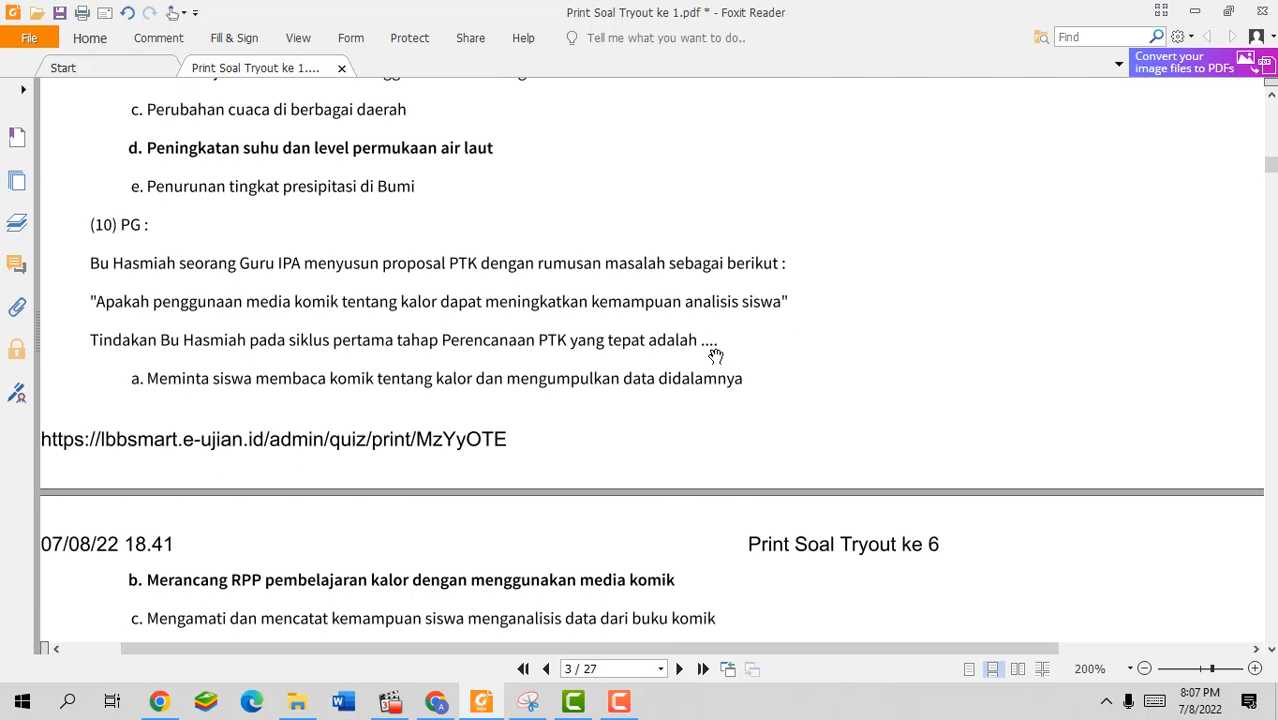 Print Soal Tryout ke 1.pdf * - Foxit Reader
File Home Comment Fill & Sign View Form Protect Share Help Tell me what you want to do.. Find
Start Print Soal Tryout ke 1....
Convert your
image files to PDFs
c. Perubahan cuaca di berbagai daerah
d. Peningkatan suhu dan level permukaan air laut
e. Penurunan tingkat presipitasi di Bumi
(10) PG :
Bu Hasmiah seorang Guru IPA menyusun proposal PTK dengan rumusan masalah sebagai berikut :
"Apakah penggunaan media komik tentang kalor dapat meningkatkan kemampuan analisis siswa"
Tindakan Bu Hasmiah pada siklus pertama tahap Perencanaan PTK yang tepat adalah ....
a. Meminta siswa membaca komik tentang kalor dan mengumpulkan data didalamnya
https://lbbsmart.e-ujian.id/admin/quiz/print/MzYyOTE
07/08/22 18.41 Print Soal Tryout ke 6
b. Merancang RPP pembelajaran kalor dengan menggunakan media komik
c. Mengamati dan mencatat kemampuan siswa menganalisis data dari buku komik
3 / 27 200%
8:07 PM
7/8/2022